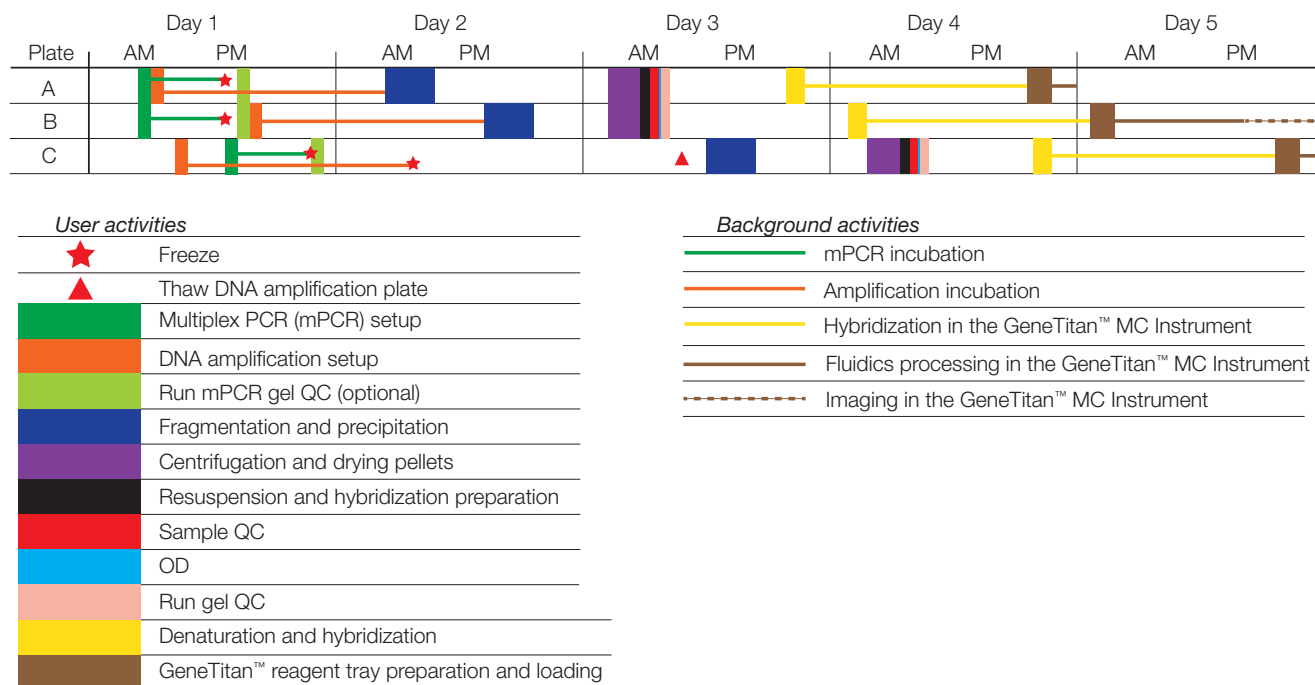 Day 1 Day 2 Day 3 Day 4 Day 5
Plate AM PM AM PM AM PM AM PM AM PM
A
B
C
User activities
Freeze
Thaw DNA amplification plate
Multiplex PCR (mPCR) setup
DNA amplification setup
Run mPCR gel QC (optional)
Fragmentation and precipitation
Centrifugation and drying pellets
Resuspension and hybridization preparation
Sample QC
OD
Run gel QC
Denaturation and hybridization
GeneTitan™ reagent tray preparation and loading
Background activities
mPCR incubation
Amplification incubation
Hybridization in the GeneTitan™ MC Instrument
Fluidics processing in the GeneTitan™ MC Instrument
Imaging in the GeneTitan™ MC Instrument